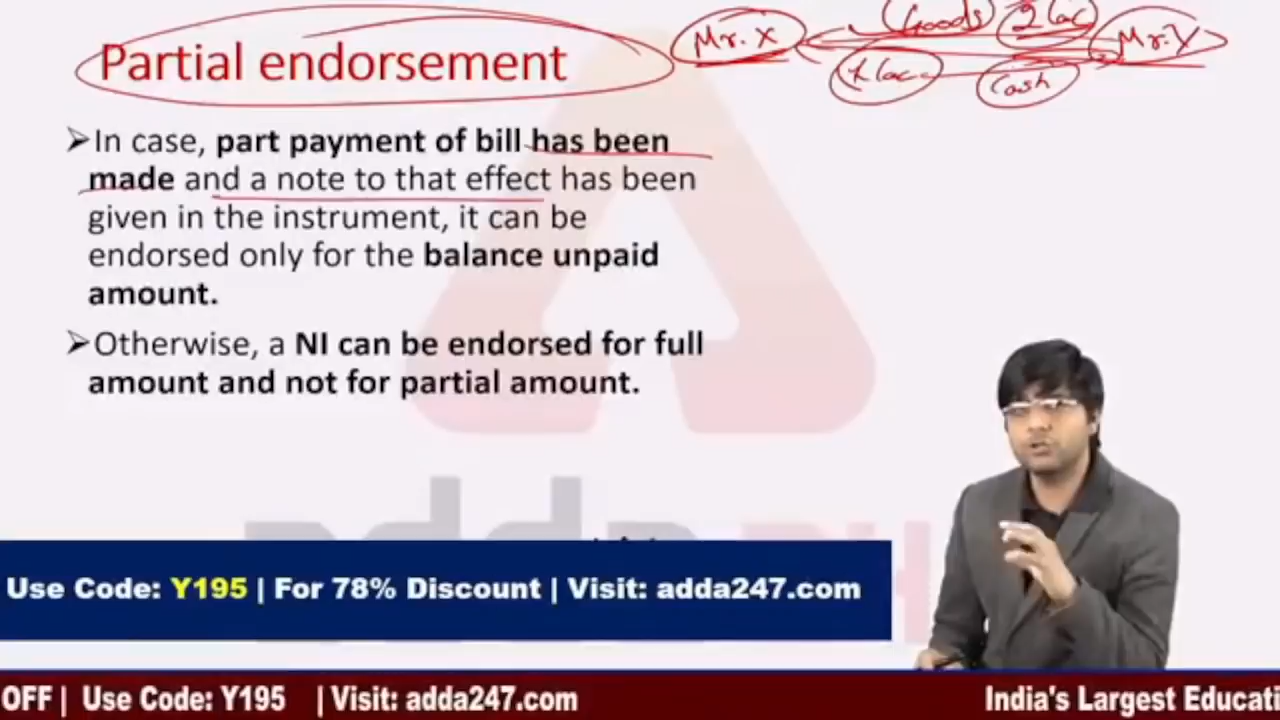 Goods 2 lac
Partial endorsement Mr. X Mr. Y
1 lac Cash
➤In case, part payment of bill has been
made and a note to that effect has been
given in the instrument, it can be
endorsed only for the balance unpaid
amount.
➤Otherwise, a NI can be endorsed for full
amount and not for partial amount.
adda
Use Code: Y195 | For 78% Discount | Visit: adda247.com
OFF | Use Code: Y195 | Visit: adda247.com India's Largest Educati